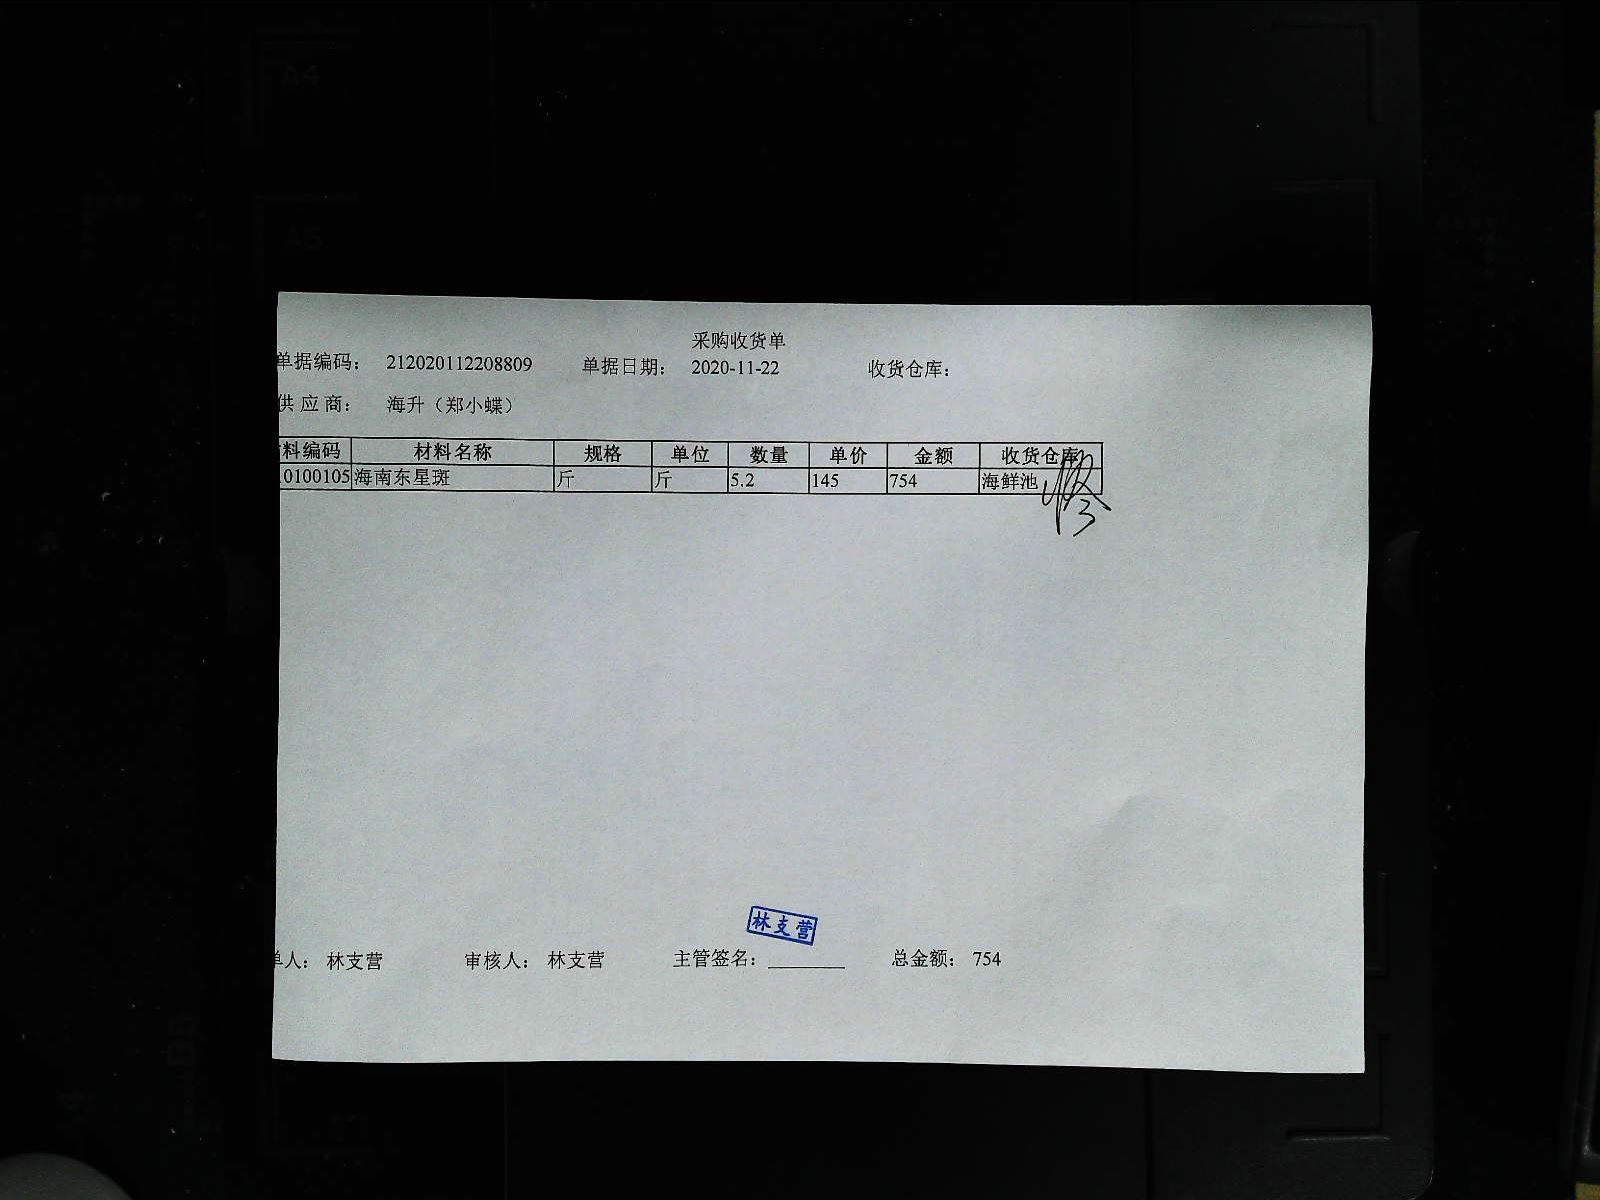 采购收货单
单据编码： 212020112208809 单据日期： 2020-11-22 收货仓库：
供 应 商： 海升（郑小蝶）
料编码 材料名称 规格 单位 数量 单价 金额 收货仓库
0100105 海南东星斑 斤 斤 5.2 145 754 海鲜池
林支营
单人： 林支营 审核人： 林支营 主管签名：________ 总金额： 754